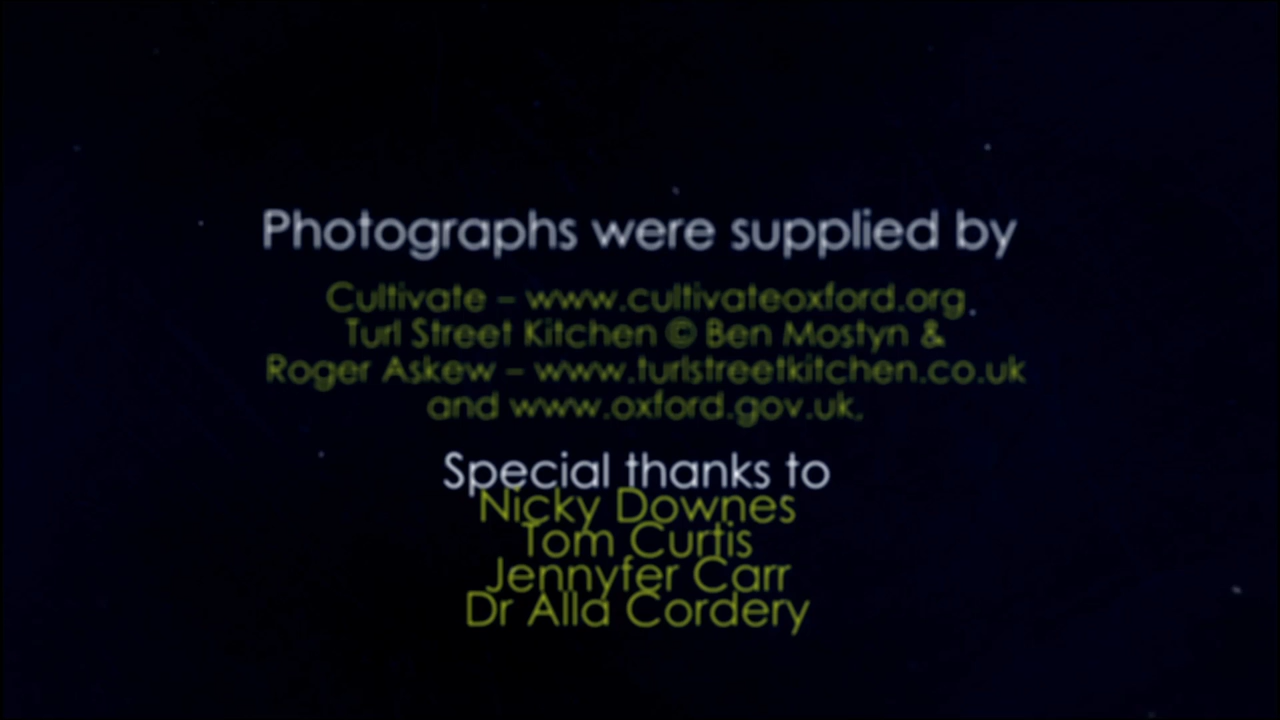 Photographs were supplied by
Cultivate – www.cultivateoxford.org
Turl Street Kitchen © Ben Mostyn &
Roger Askew – www.turlstreetkitchen.co.uk
and www.oxford.gov.uk,
Special thanks to
Nicky Downes
Tom Curtis
Jennyfer Carr
Dr Alla Cordery